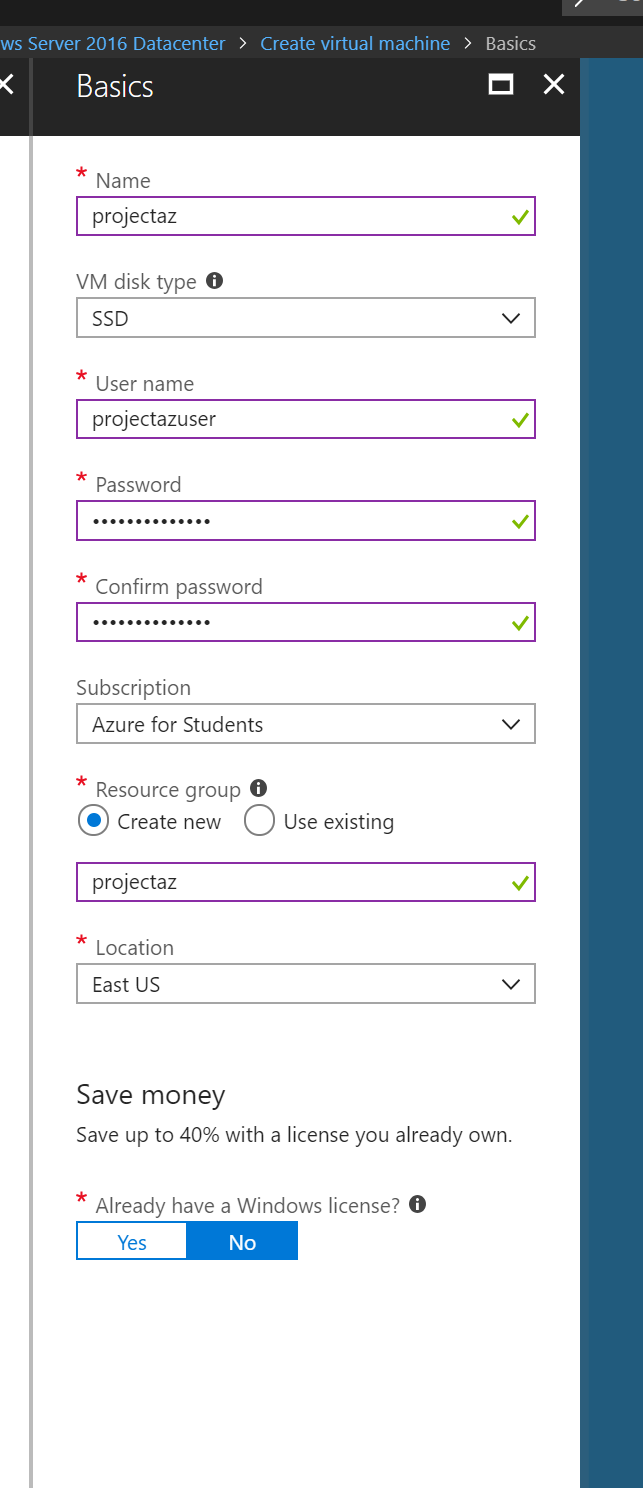 ws Server 2016 Datacenter > Create virtual machine > Basics
Basics
* Name
projectaz
VM disk type
SSD
* User name
projectazuser
* Password
••••••••••••••
* Confirm password
••••••••••••••
Subscription
Azure for Students
* Resource group
Create new Use existing
projectaz
* Location
East US
Save money
Save up to 40% with a license you already own.
* Already have a Windows license?
Yes No